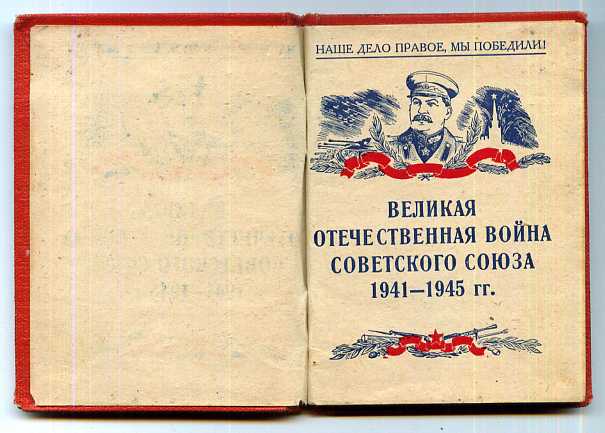 НАШЕ ДЕЛО ПРАВОЕ, МЫ ПОБЕДИЛИ!
ВЕЛИКАЯ
ОТЕЧЕСТВЕННАЯ ВОЙНА
СОВЕТСКОГО СОЮЗА
1941—1945 гг.